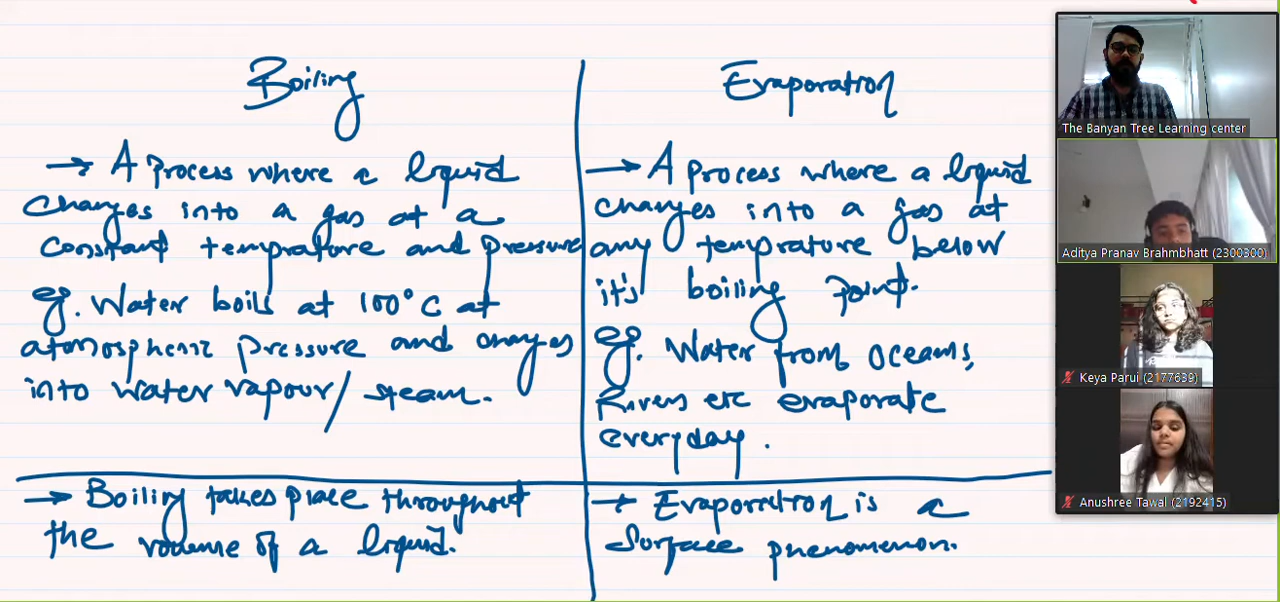 Boiling
→ A process where a liquid
changes into a gas at a
constant temprature and pressure
eg. Water boils at 100°C at
atomospheric pressure and changes
into water vapour/ steam.
→ Boiling takes place throughout
the volume of a liquid.
Evaporation
→ A process where a liquid
changes into a gas at
any temprature below
it's boiling point.
eg. Water from oceans,
Rivers etc evaporate
everyday.
→ Evaporation is a
surface phenomenon.
The Banyan Tree Learning center
Aditya Pranav Brahmbhatt (2300300)
Keya Parui (2177639)
Anushree Tawal (2192415)